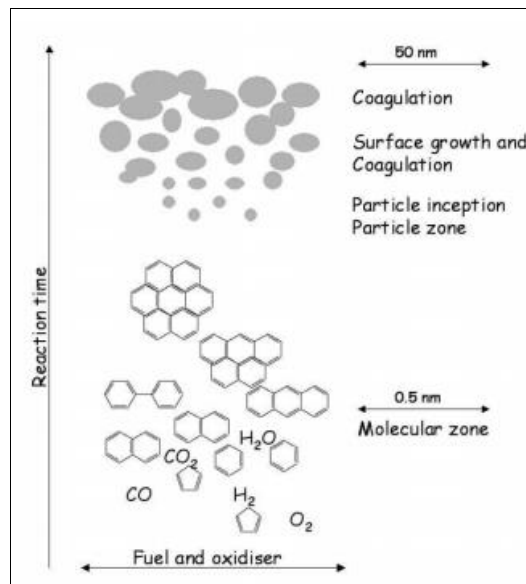 50 nm
Coagulation
Surface growth and
Coagulation
Particle inception
Particle zone
Reaction time
0.5 nm
Molecular zone
H₂O
CO₂
CO
H₂
O₂
Fuel and oxidiser